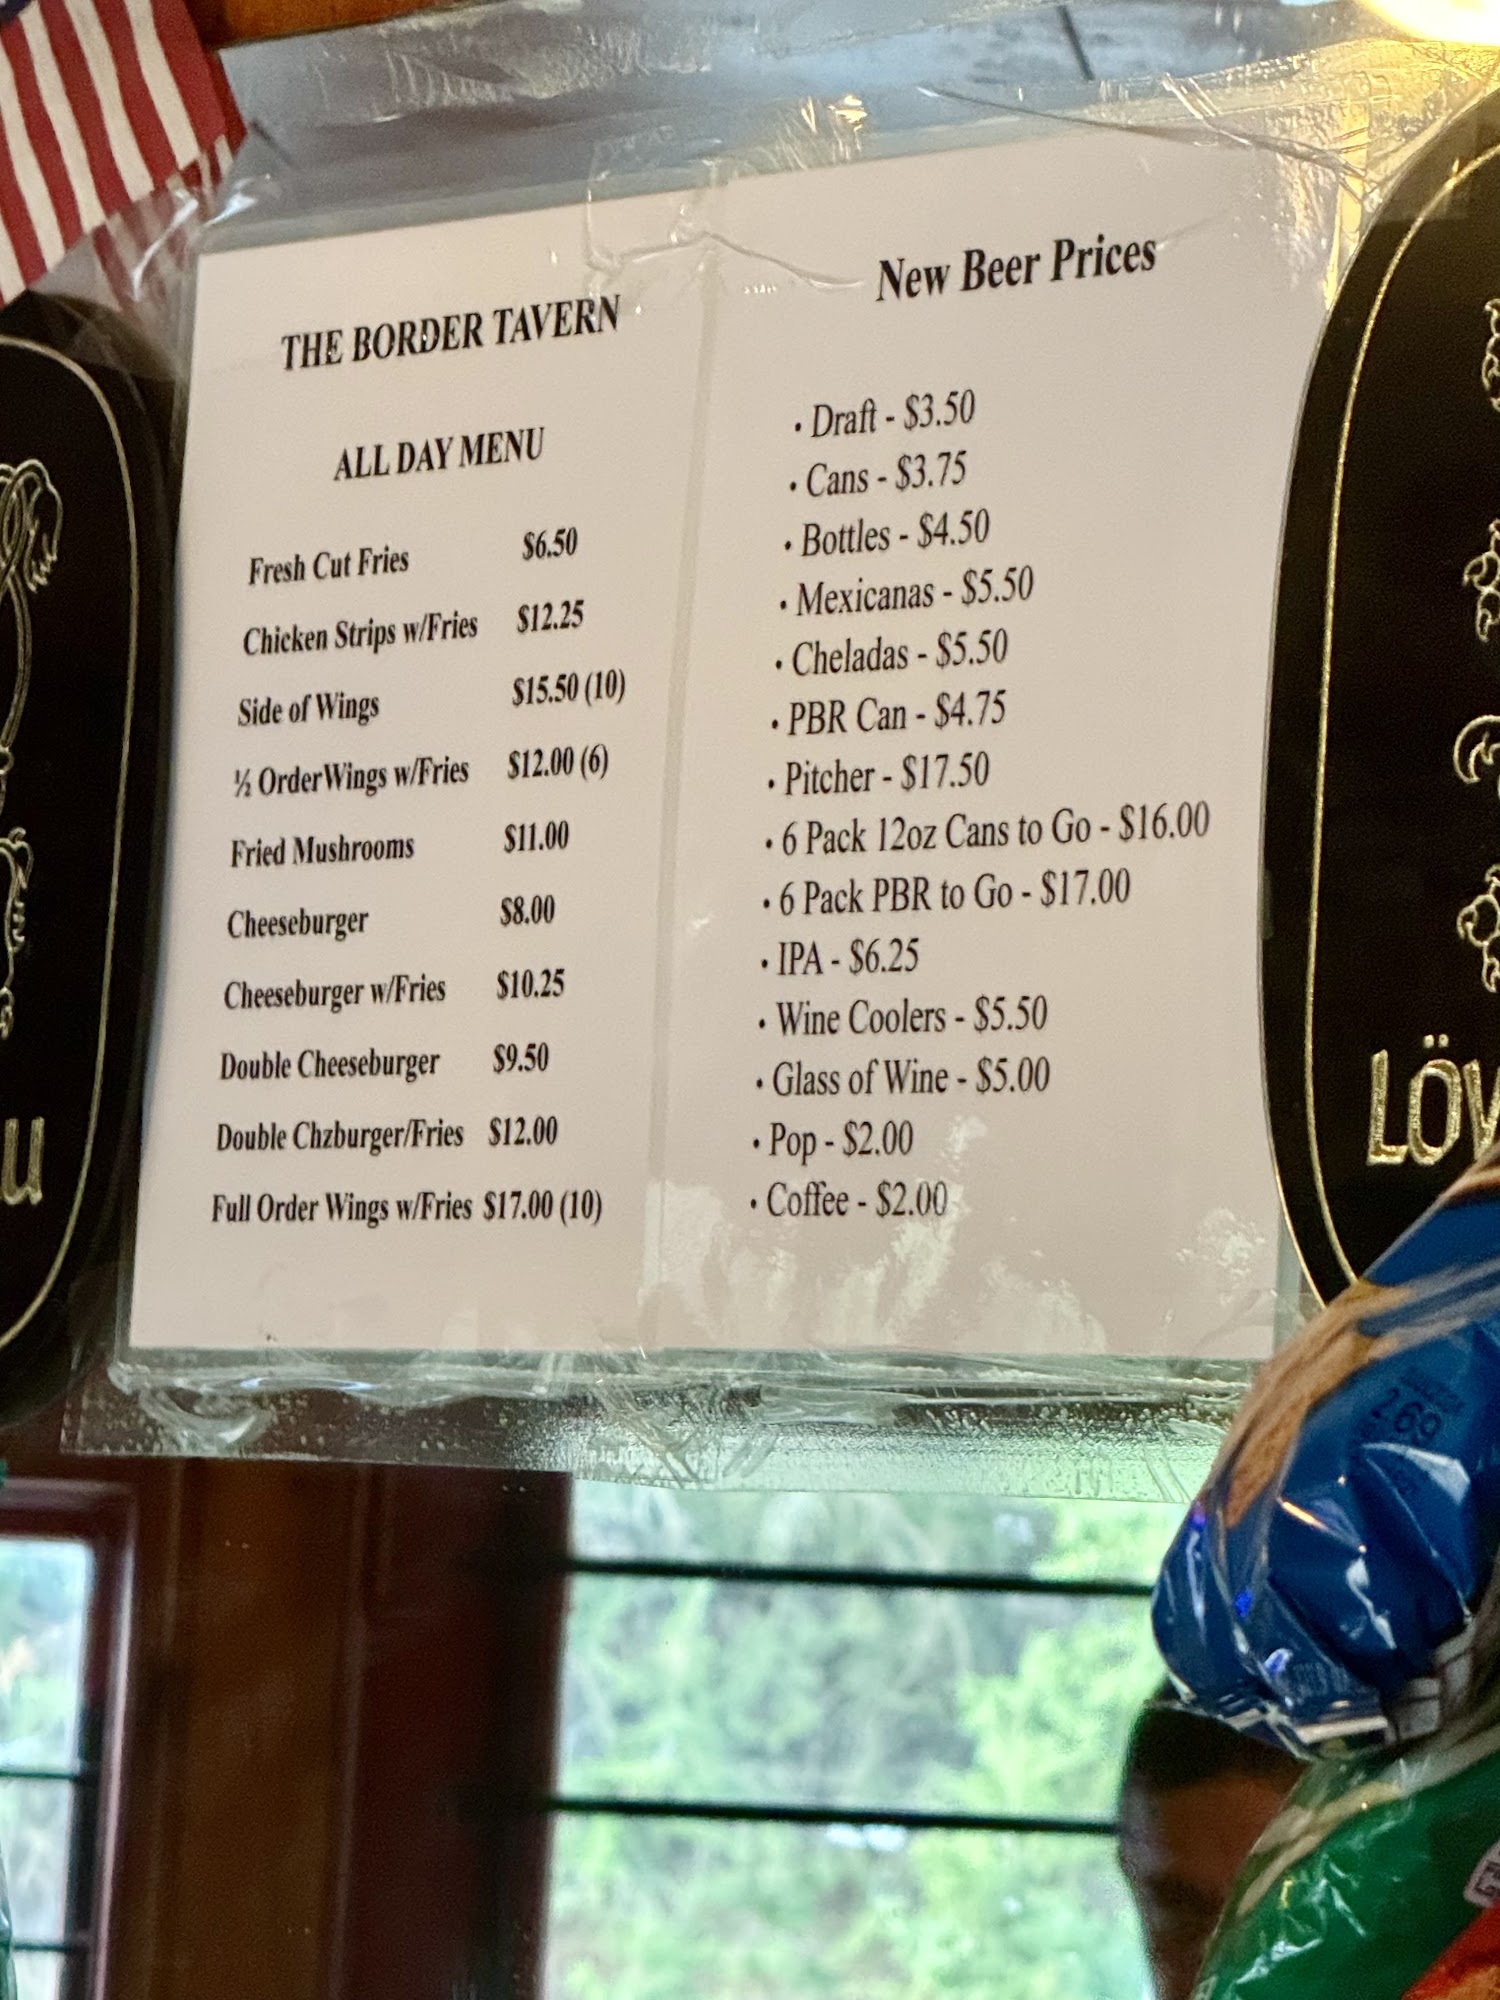 THE BORDER TAVERN
ALL DAY MENU
Fresh Cut Fries $6.50
Chicken Strips w/Fries $12.25
Side of Wings $15.50 (10)
½ OrderWings w/Fries $12.00 (6)
Fried Mushrooms $11.00
Cheeseburger $8.00
Cheeseburger w/Fries $10.25
Double Cheeseburger $9.50
Double Chzburger/Fries $12.00
Full Order Wings w/Fries $17.00 (10)
New Beer Prices
• Draft - $3.50
• Cans - $3.75
• Bottles - $4.50
• Mexicanas - $5.50
• Cheladas - $5.50
• PBR Can - $4.75
• Pitcher - $17.50
• 6 Pack 12oz Cans to Go - $16.00
• 6 Pack PBR to Go - $17.00
• IPA - $6.25
• Wine Coolers - $5.50
• Glass of Wine - $5.00
• Pop - $2.00
• Coffee - $2.00
u
LÖW
2.69